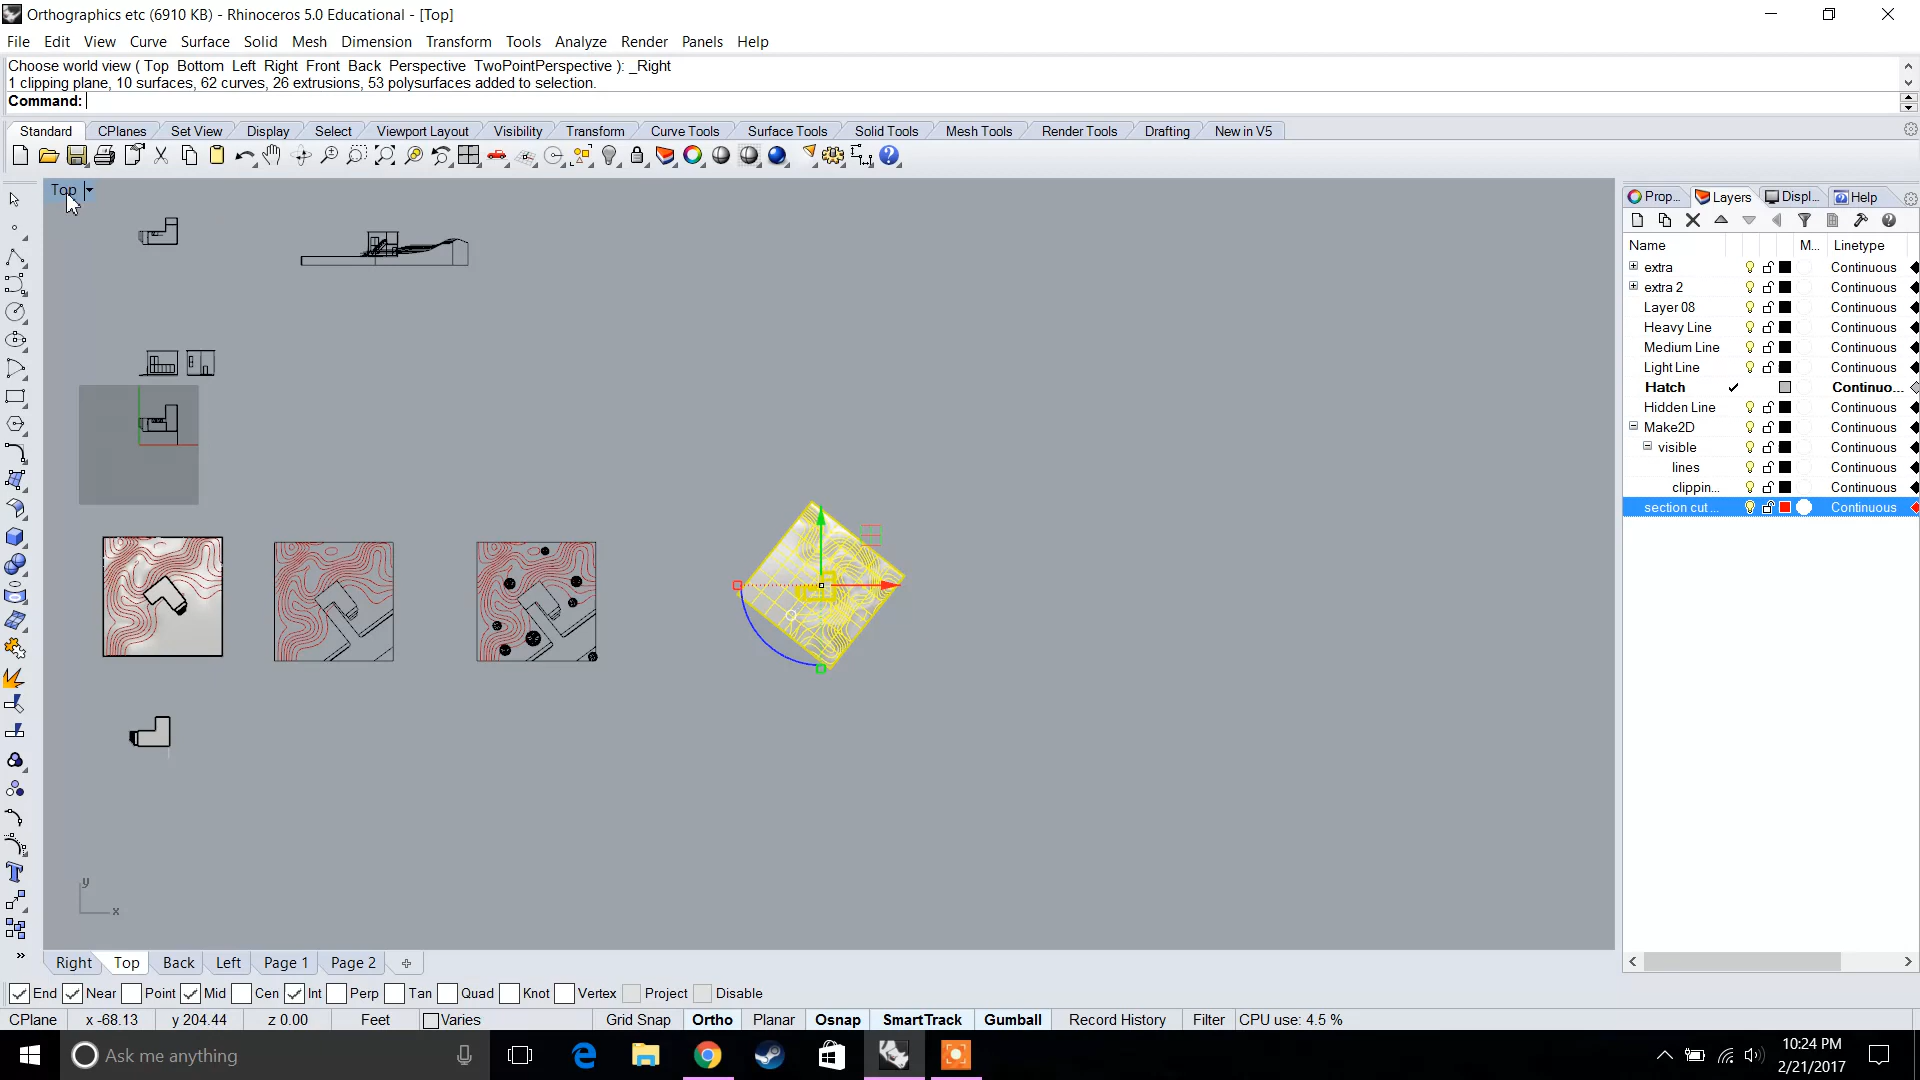 Orthographics etc (6910 KB) - Rhinoceros 5.0 Educational - [Top]
File Edit View Curve Surface Solid Mesh Dimension Transform Tools Analyze Render Panels Help
Choose world view ( Top Bottom Left Right Front Back Perspective TwoPointPerspective ): _Right
1 clipping plane, 10 surfaces, 62 curves, 26 extrusions, 53 polysurfaces added to selection.
Command:
Standard CPlanes Set View Display Select Viewport Layout Visibility Transform Curve Tools Surface Tools Solid Tools Mesh Tools Render Tools Drafting New in V5
Top
Prop... Layers Displ... Help
Name M... Linetype
extra Continuous
extra 2 Continuous
Layer 08 Continuous
Heavy Line Continuous
Medium Line Continuous
Light Line Continuous
Hatch Continuo...
Hidden Line Continuous
Make2D Continuous
visible Continuous
lines Continuous
clippin... Continuous
section cut ... Continuous
y
x
Right Top Back Left Page 1 Page 2
End Near Point Mid Cen Int Perp Tan Quad Knot Vertex Project Disable
CPlane x -68.13 y 204.44 z 0.00 Feet Varies Grid Snap Ortho Planar Osnap SmartTrack Gumball Record History Filter CPU use: 4.5 %
Ask me anything
10:24 PM
2/21/2017